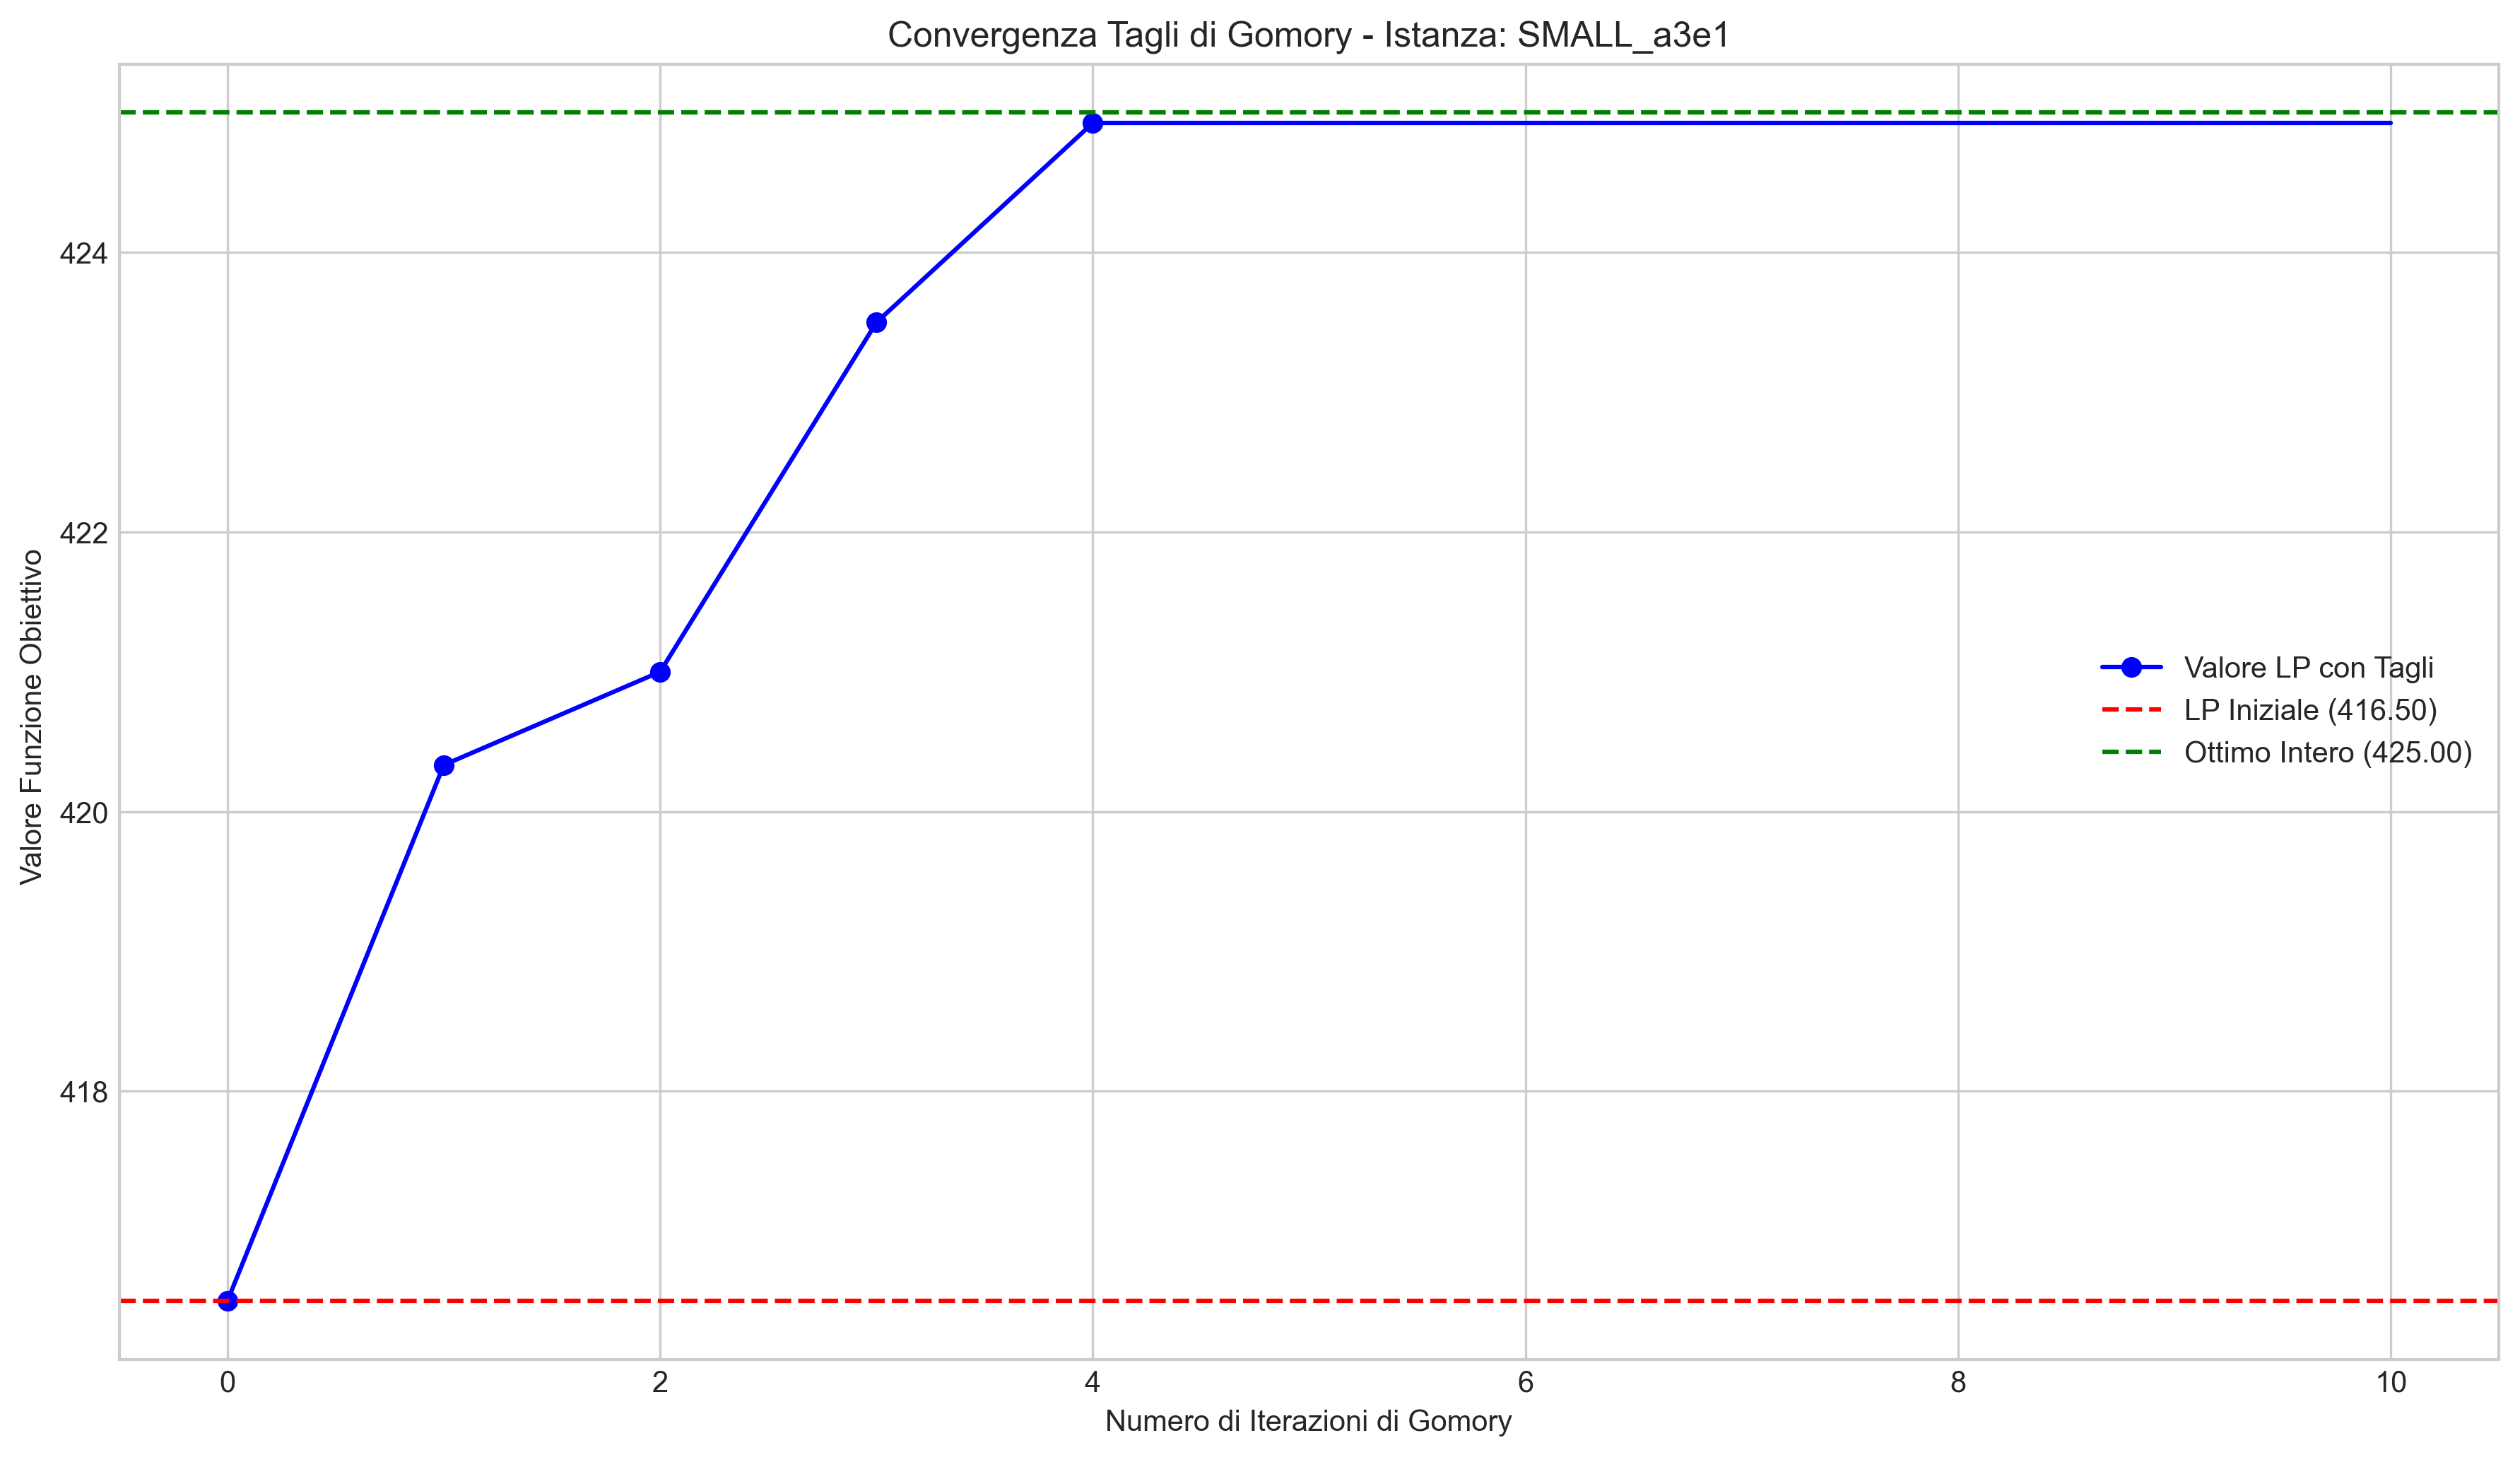 Convergenza Tagli di Gomory - Istanza: SMALL_a3e1
Valore Funzione Obiettivo
424
422
420
418
Valore LP con Tagli
LP Iniziale (416.50)
Ottimo Intero (425.00)
0 2 4 6 8 10
Numero di Iterazioni di Gomory